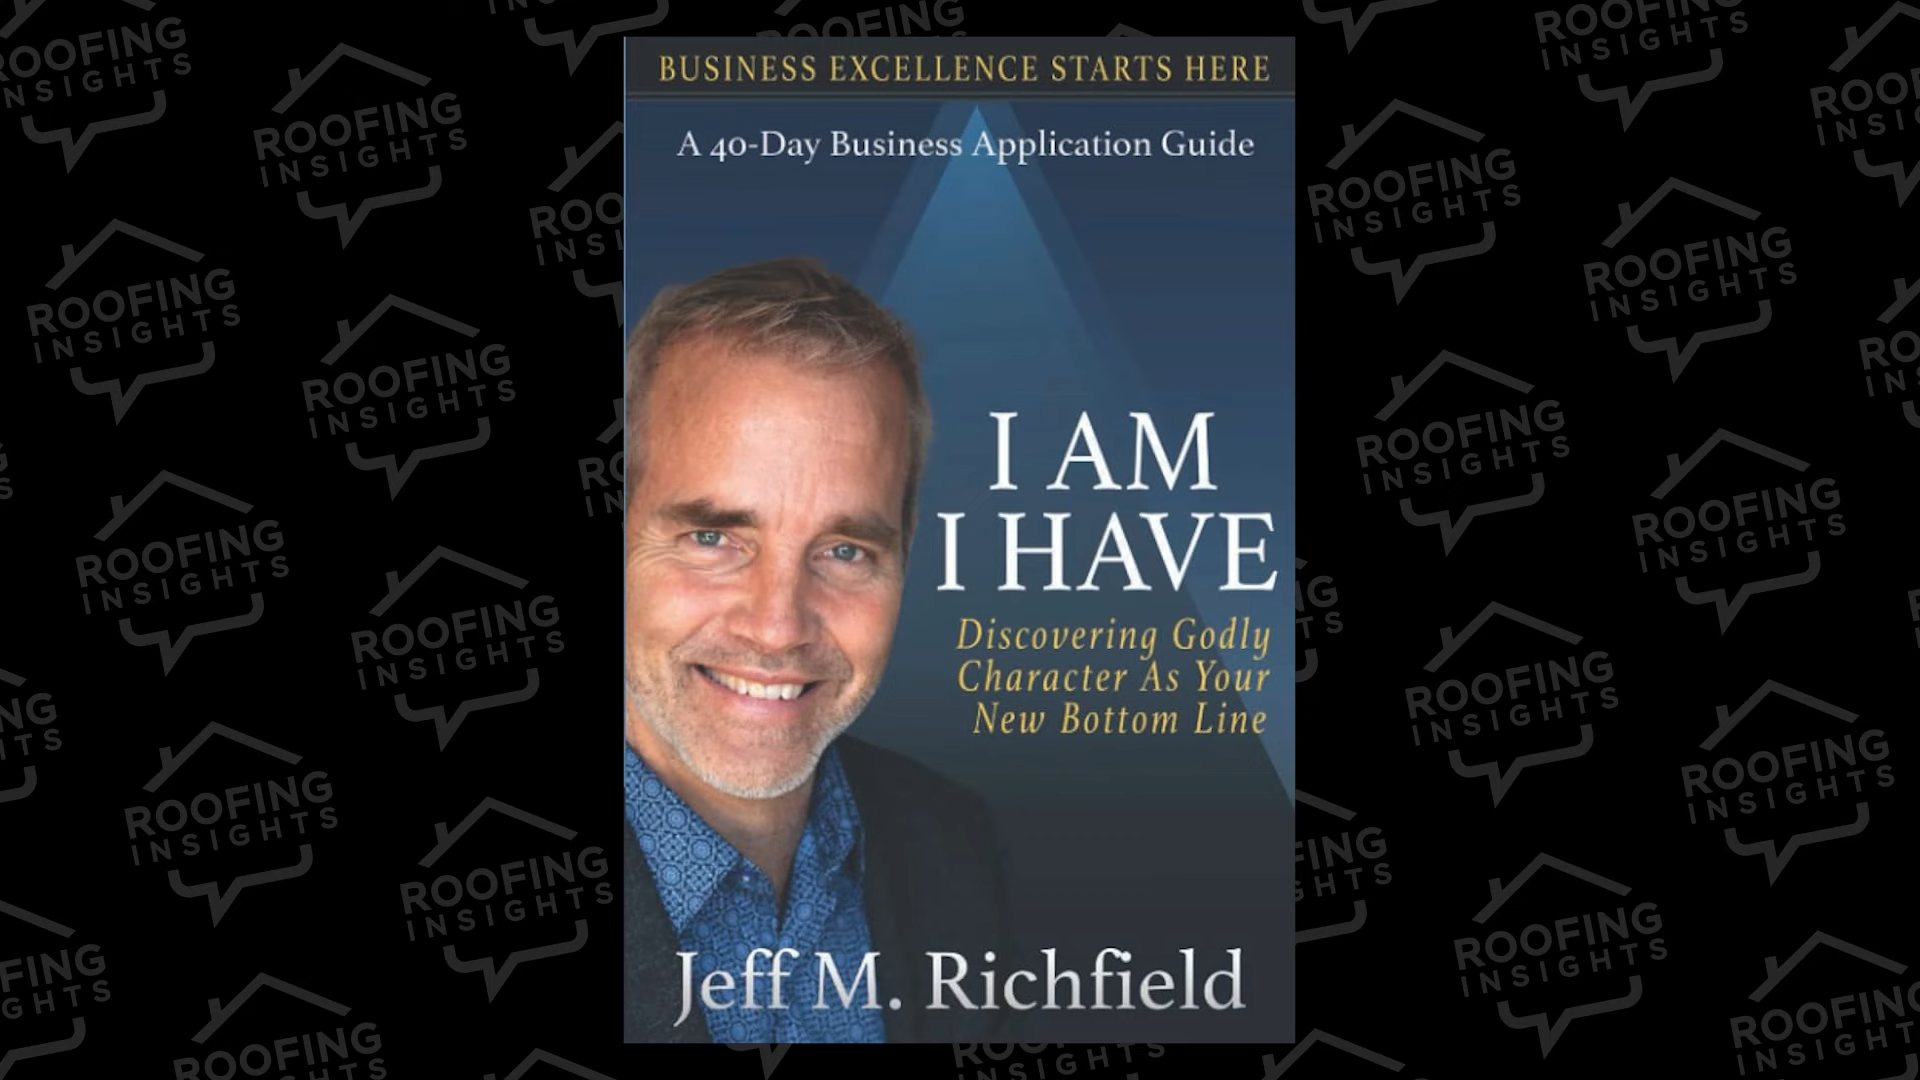 BUSINESS EXCELLENCE STARTS HERE
A 40-Day Business Application Guide
I AM
I HAVE
Discovering Godly
Character As Your
New Bottom Line
Jeff M. Richfield
ROOFING
INSIGHTS